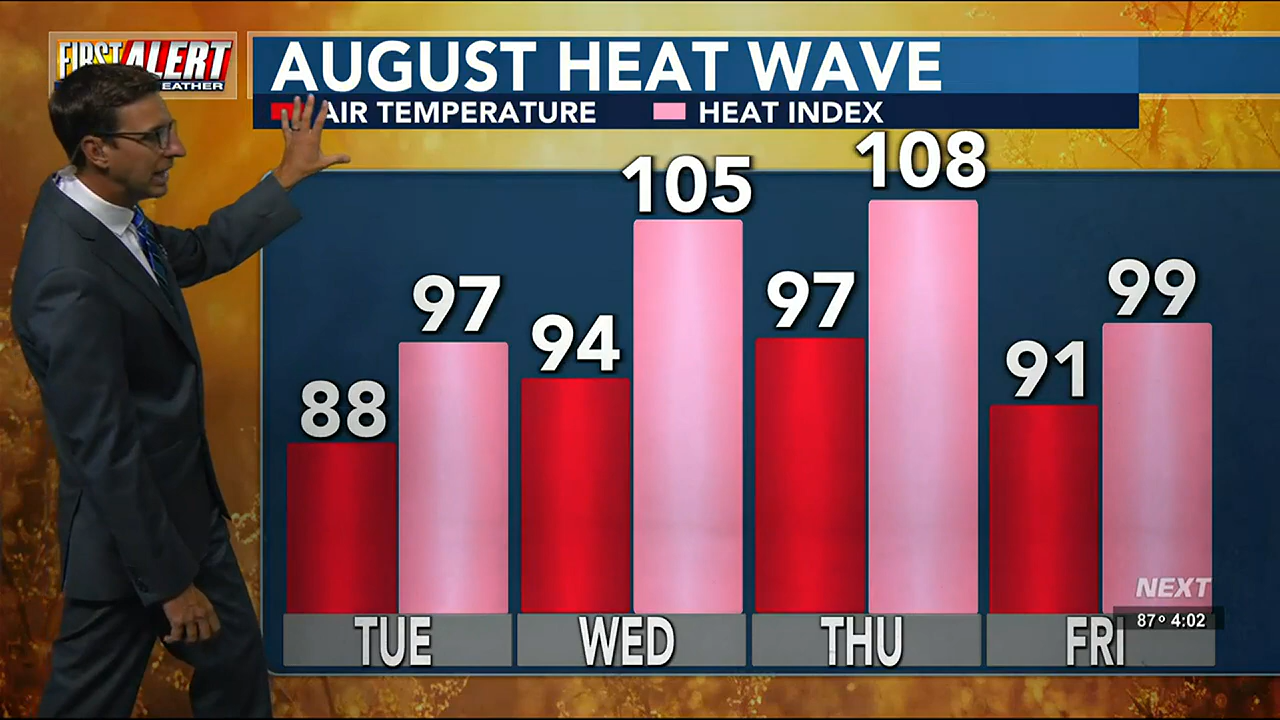 FIRST ALERT
EATHER
AUGUST HEAT WAVE
AIR TEMPERATURE
HEAT INDEX
88
97
94
105
97
108
91
99
TUE
WED
THU
FRI
NEXT
87° 4:02